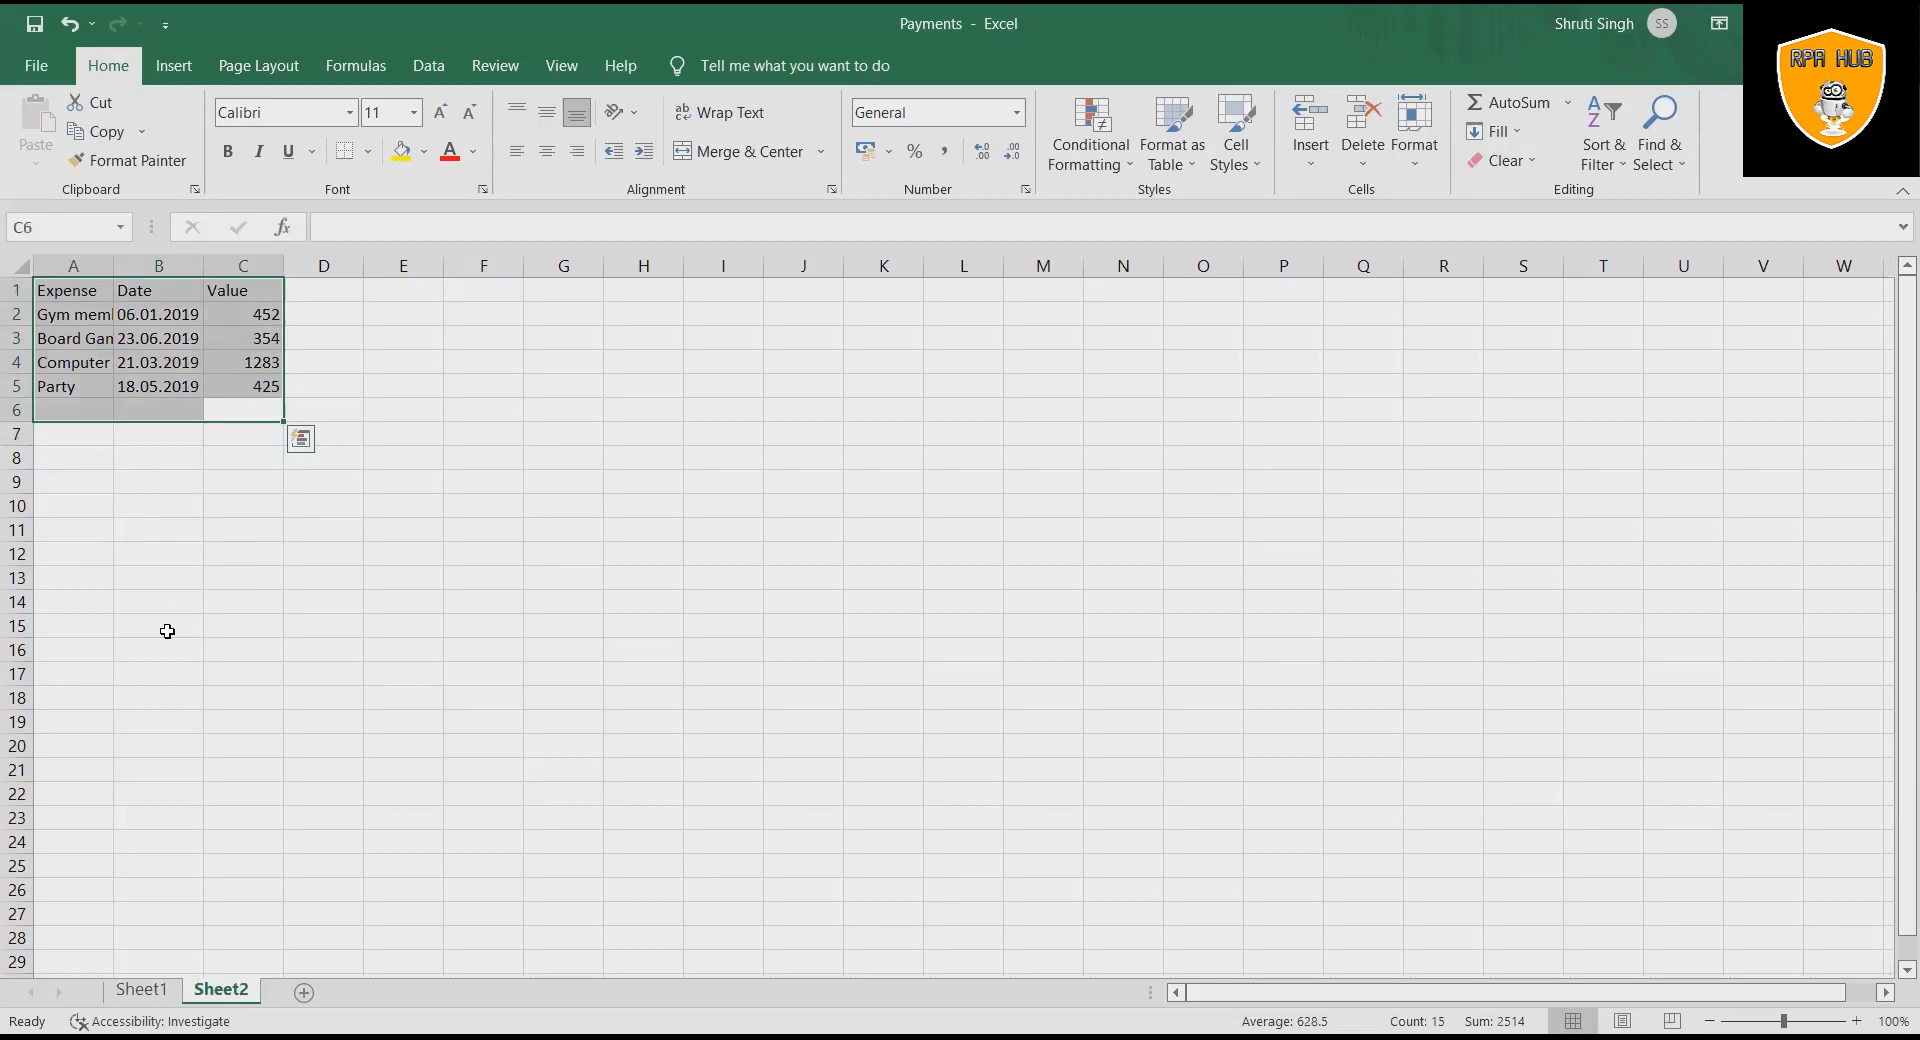 Payments - Excel
Shruti Singh SS
RPA HUB
File Home Insert Page Layout Formulas Data Review View Help Tell me what you want to do
Cut
Copy
Format Painter
Paste
Clipboard
Calibri 11
B I U A
Font
ab Wrap Text
Merge & Center
Alignment
General
% , .00 .00
Number
Conditional Formatting
Format as Table
Cell Styles
Styles
Insert Delete Format
Cells
AutoSum
Fill
Clear
Sort & Filter
Find & Select
Editing
C6 fx
A B C D E F G H I J K L M N O P Q R S T U V W
1 Expense Date Value
2 Gym mem 06.01.2019 452
3 Board Gam 23.06.2019 354
4 Computer 21.03.2019 1283
5 Party 18.05.2019 425
6
7
8
9
10
11
12
13
14
15
16
17
18
19
20
21
22
23
24
25
26
27
28
29
Sheet1 Sheet2
Ready Accessibility: Investigate Average: 628.5 Count: 15 Sum: 2514 100%